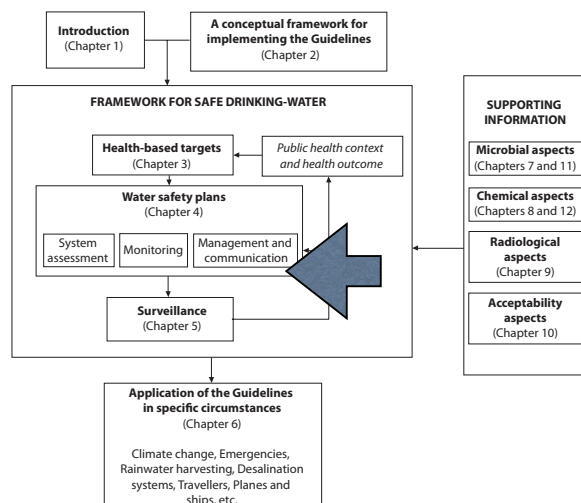 Introduction
(Chapter 1)
A conceptual framework for
implementing the Guidelines
(Chapter 2)
FRAMEWORK FOR SAFE DRINKING-WATER
Health-based targets
(Chapter 3)
Public health context
and health outcome
Water safety plans
(Chapter 4)
System
assessment
Monitoring
Management and
communication
Surveillance
(Chapter 5)
SUPPORTING
INFORMATION
Microbial aspects
(Chapters 7 and 11)
Chemical aspects
(Chapters 8 and 12)
Radiological
aspects
(Chapter 9)
Acceptability
aspects
(Chapter 10)
Application of the Guidelines
in specific circumstances
(Chapter 6)
Climate change, Emergencies,
Rainwater harvesting, Desalination
systems, Travellers, Planes and
ships, etc.